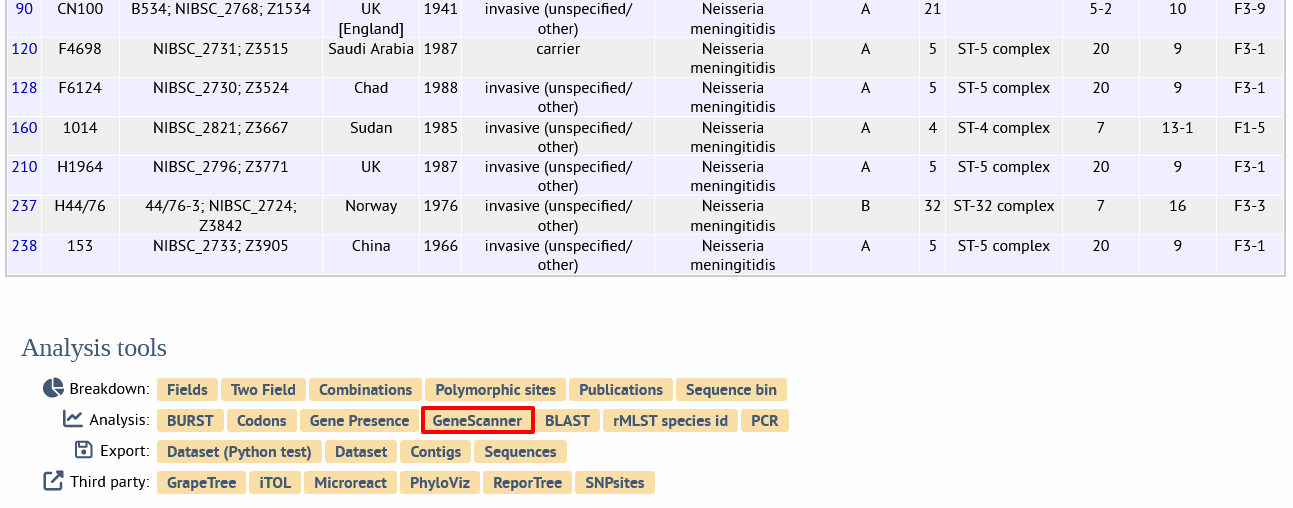 90 CN100 B534; NIBSC_2768; Z1534 UK 1941 invasive (unspecified/ Neisseria A 21 5-2 10 F3-9
[England] other) meningitidis
120 F4698 NIBSC_2731; Z3515 Saudi Arabia 1987 carrier Neisseria A 5 ST-5 complex 20 9 F3-1
meningitidis
128 F6124 NIBSC_2730; Z3524 Chad 1988 invasive (unspecified/ Neisseria A 5 ST-5 complex 20 9 F3-1
other) meningitidis
160 1014 NIBSC_2821; Z3667 Sudan 1985 invasive (unspecified/ Neisseria A 4 ST-4 complex 7 13-1 F1-5
other) meningitidis
210 H1964 NIBSC_2796; Z3771 UK 1987 invasive (unspecified/ Neisseria A 5 ST-5 complex 20 9 F3-1
other) meningitidis
237 H44/76 44/76-3; NIBSC_2724; Norway 1976 invasive (unspecified/ Neisseria B 32 ST-32 complex 7 16 F3-3
Z3842 other) meningitidis
238 153 NIBSC_2733; Z3905 China 1966 invasive (unspecified/ Neisseria A 5 ST-5 complex 20 9 F3-1
other) meningitidis
Analysis tools
Breakdown: Fields Two Field Combinations Polymorphic sites Publications Sequence bin
Analysis: BURST Codons Gene Presence GeneScanner BLAST rMLST species id PCR
Export: Dataset (Python test) Dataset Contigs Sequences
Third party: GrapeTree iTOL Microreact PhyloViz ReporTree SNPsites